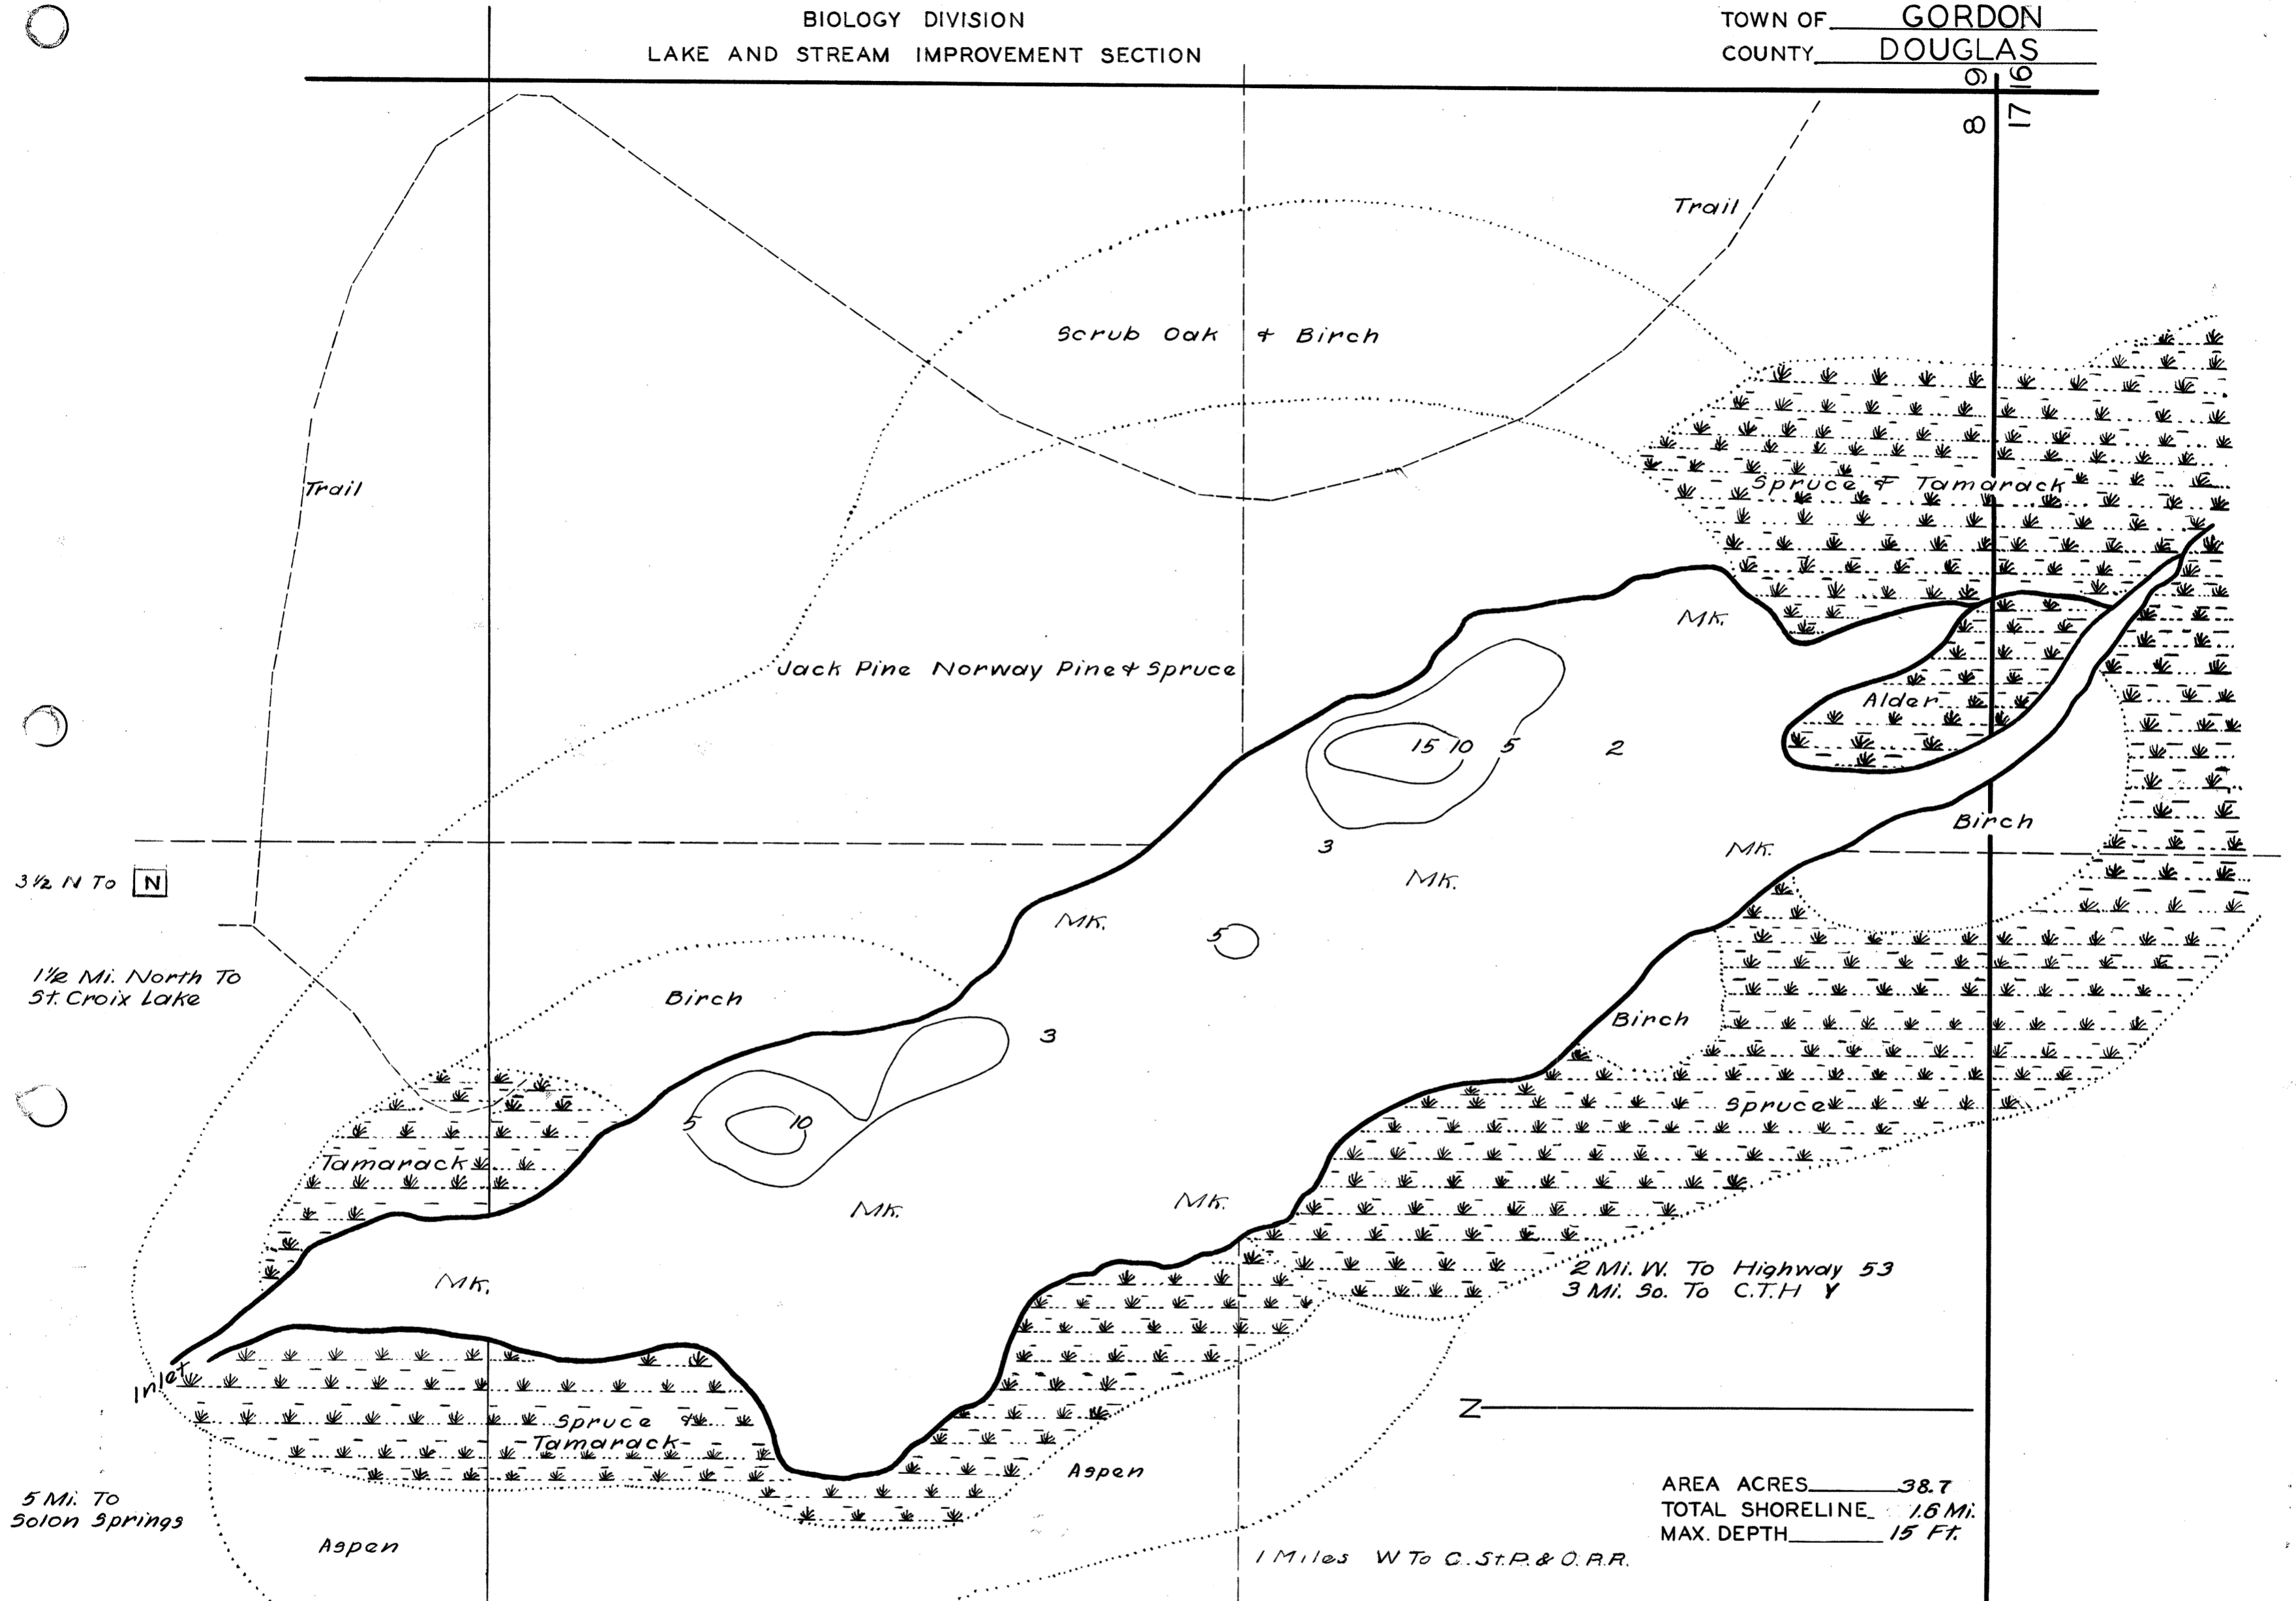 BIOLOGY DIVISION
LAKE AND STREAM IMPROVEMENT SECTION
TOWN OF GORDON
COUNTY DOUGLAS
9 16
8 17
Trail
Scrub Oak & Birch
Trail
Spruce & Tamarack
MK.
Jack Pine Norway Pine & Spruce
Alder
15 10 5 2
3
Birch
MK.
MK.
3½ N To N
MK.
5
1½ Mi. North To
St. Croix Lake
Birch
Birch
3
5 10
Spruce
Tamarack
MK.
MK.
MK.
2 Mi. W. To Highway 53
3 Mi. So. To C.T.H Y
Inlet
Spruce &
Tamarack
N
Aspen
AREA ACRES 38.7
TOTAL SHORELINE 1.6 Mi.
MAX. DEPTH 15 Ft.
5 Mi. To
Solon Springs
Aspen
1 Miles W To C. St. P. & O. R.R.